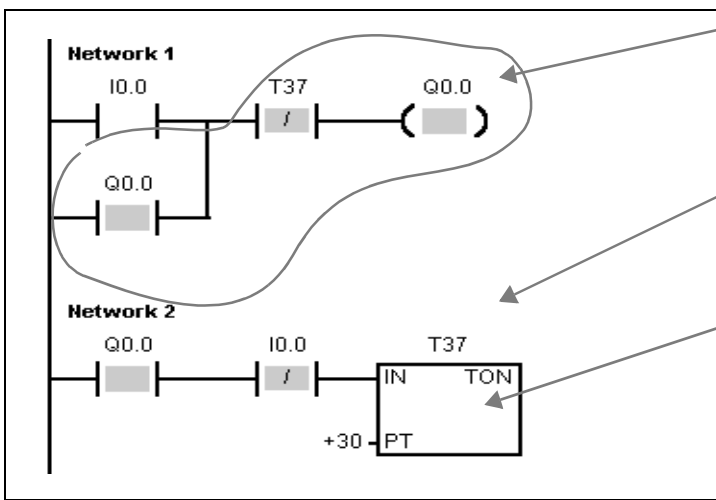 Network 1
I0.0 T37 Q0.0
/
Q0.0
Network 2
Q0.0 I0.0 T37
/ IN TON
+30 PT